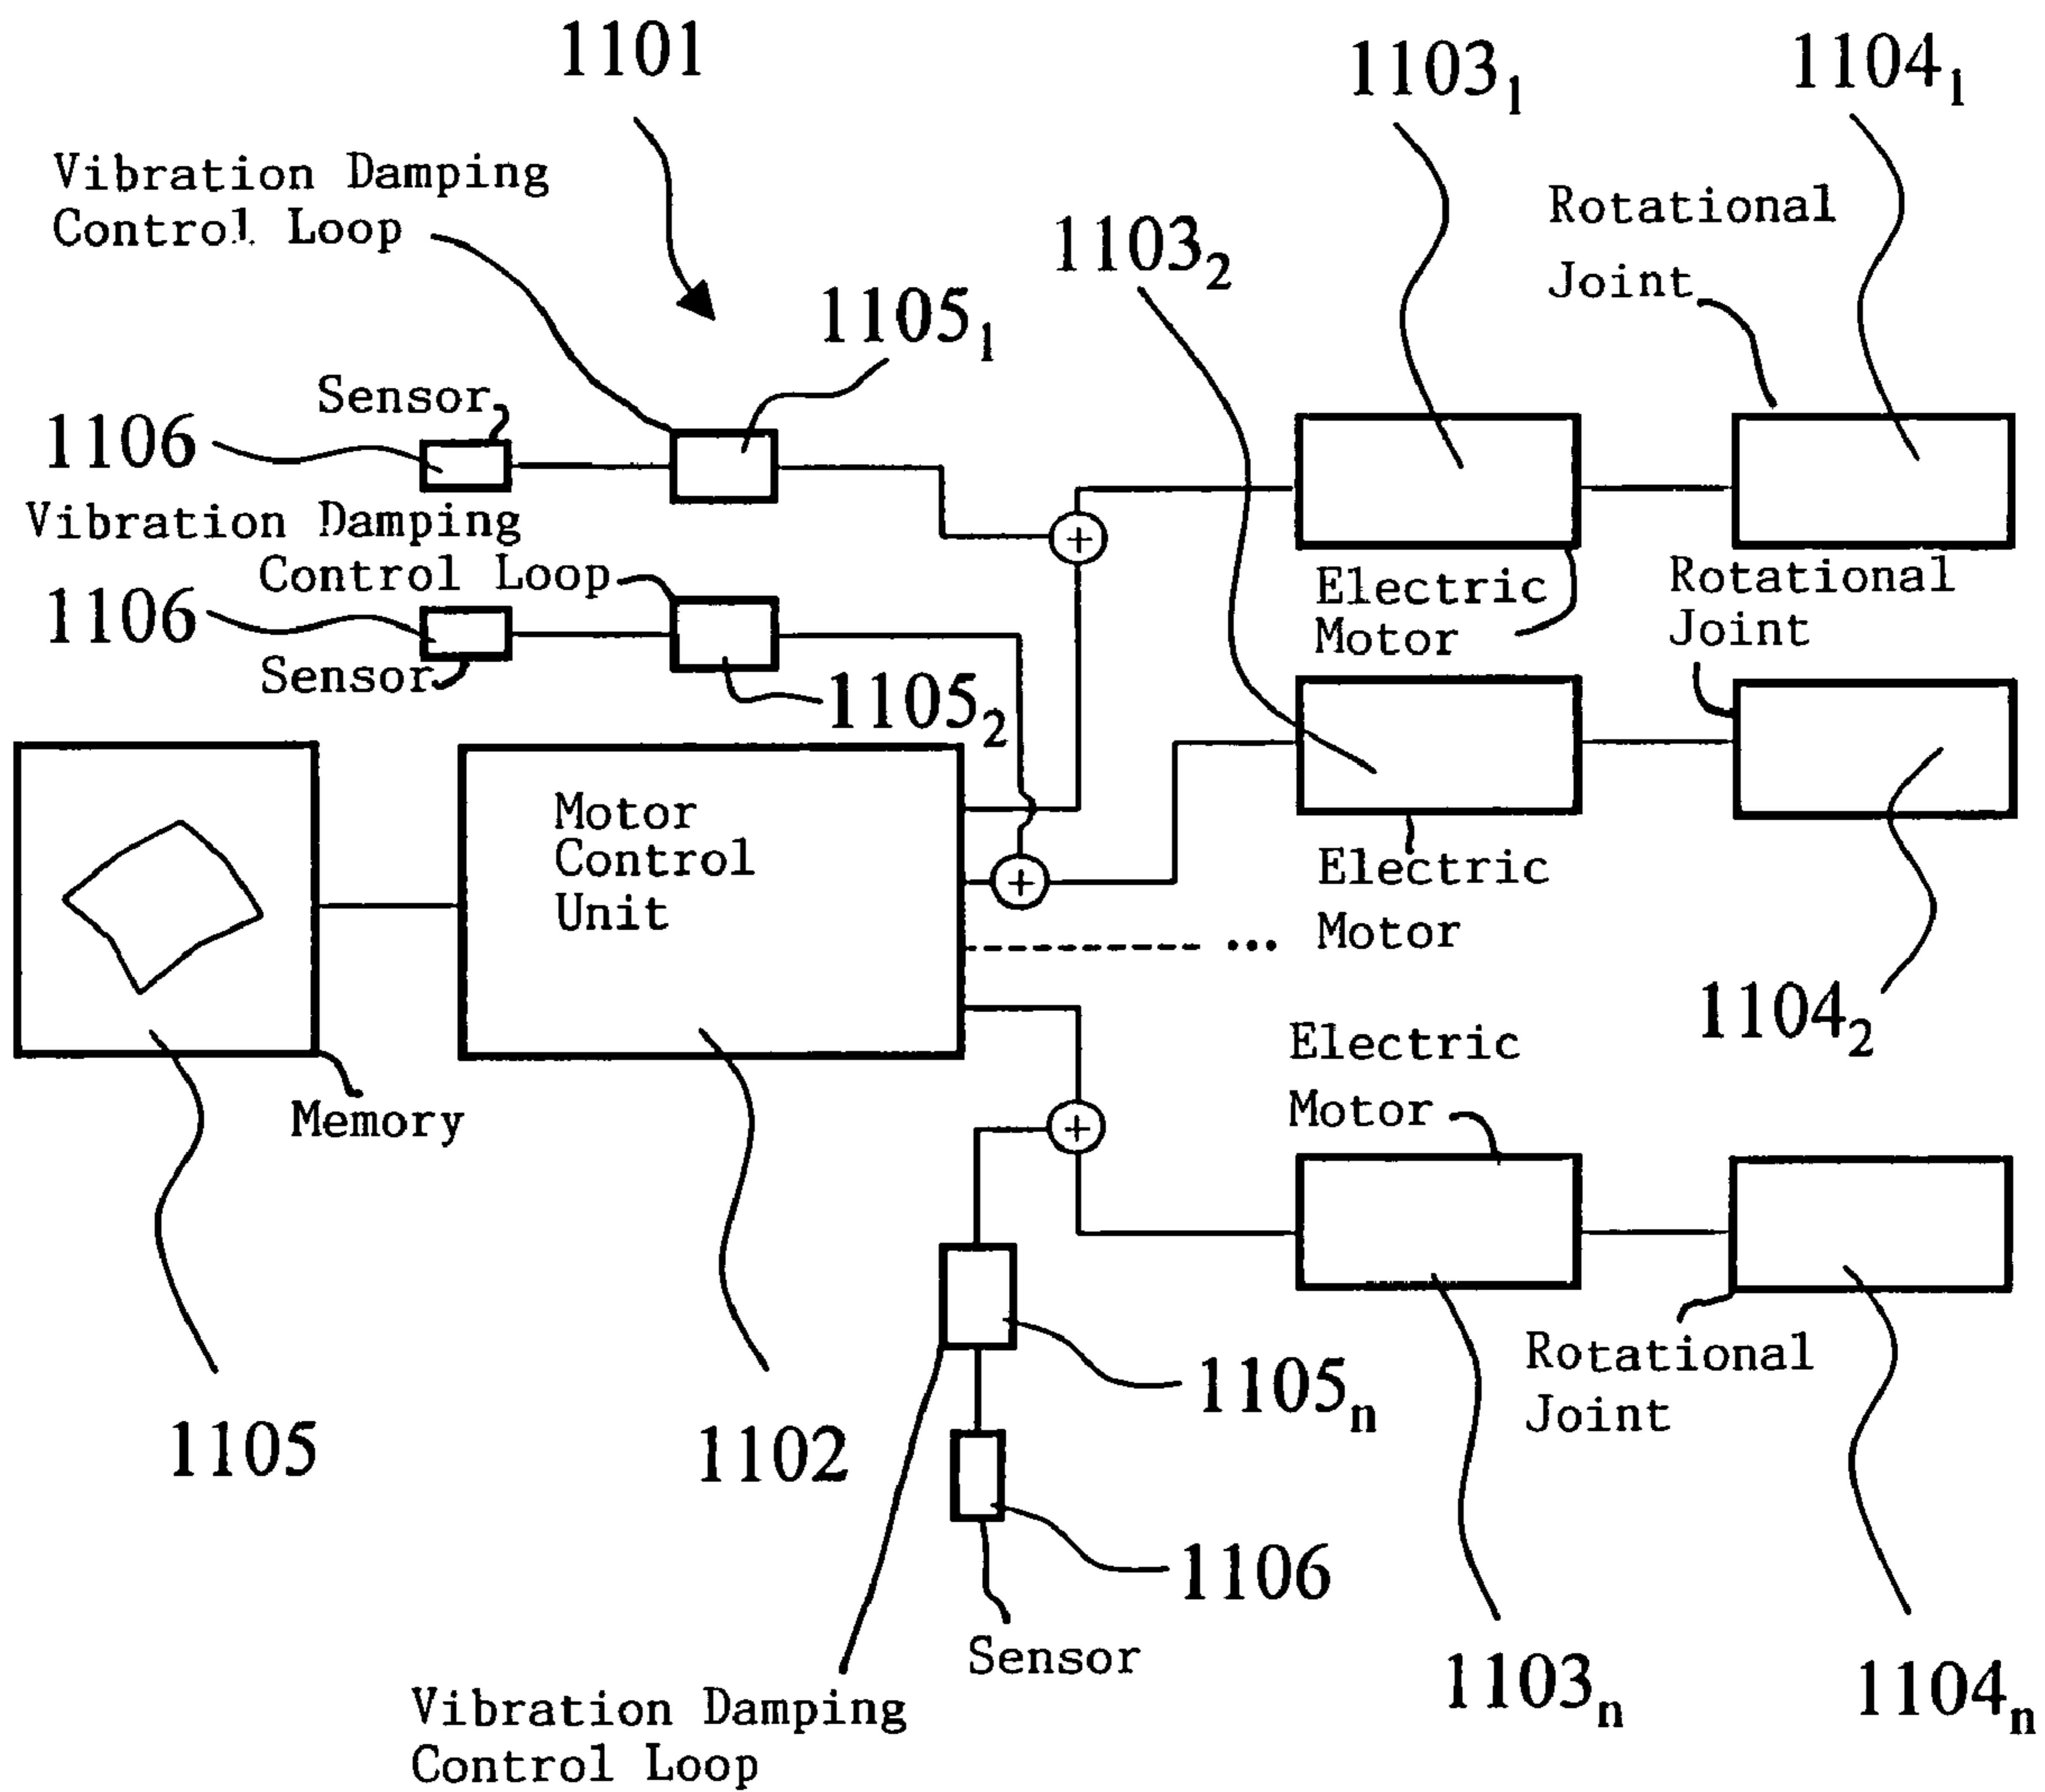 1101
1103₁
1104₁
Vibration Damping
Control Loop
Rotational
Joint
1103₂
1105₁
Sensor
1106
Vibration Damping
Control Loop
1106
Sensor
1105₂
Electric
Motor
Rotational
Joint
Motor
Control
Unit
+
+
Electric
Motor
...
1104₂
Memory
Electric
Motor
+
1105
1102
1105ₙ
1106
Sensor
Rotational
Joint
Vibration Damping
Control Loop
1103ₙ
1104ₙ